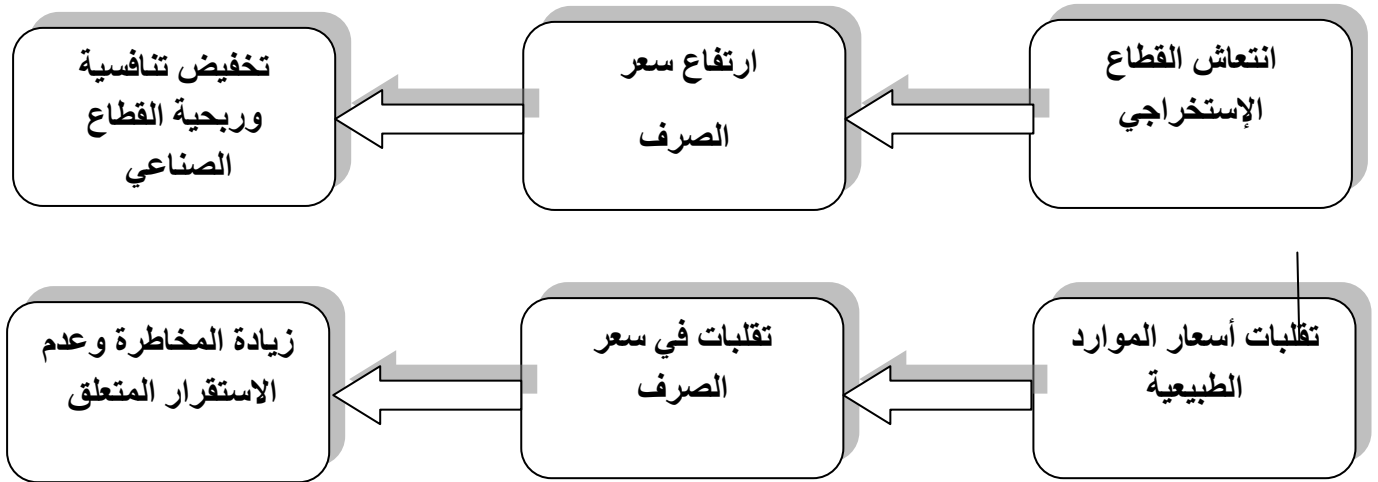 انتعاش القطاع
الإستخراجي
ارتفاع سعر
الصرف
تخفيض تنافسية
وربحية القطاع
الصناعي
تقلبات أسعار الموارد
الطبيعية
تقلبات في سعر
الصرف
زيادة المخاطرة وعدم
الاستقرار المتعلق